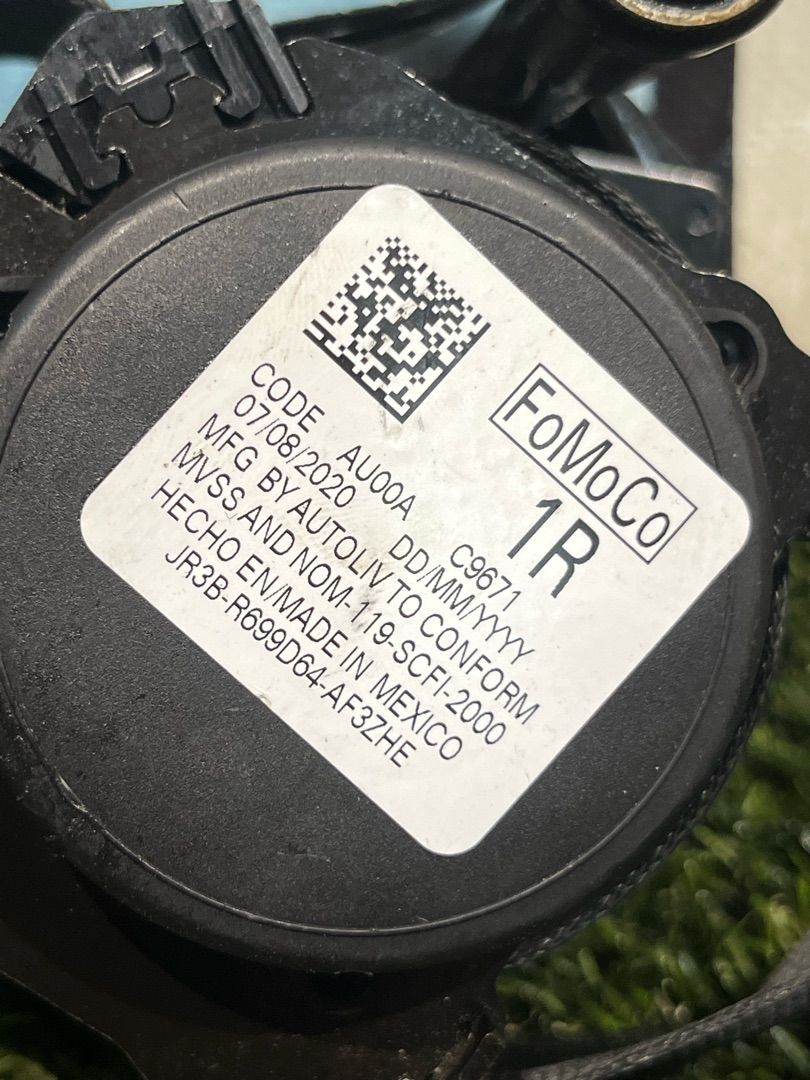 FoMoCo
1R
CODE AU00A C9671
07/08/2020 DD/MM/YYYY
MFG BY AUTOLIV TO CONFORM
MVSS AND NOM-119-SCFI-2000
HECHO EN/MADE IN MEXICO
JR3B-R699D64-AF3ZHE